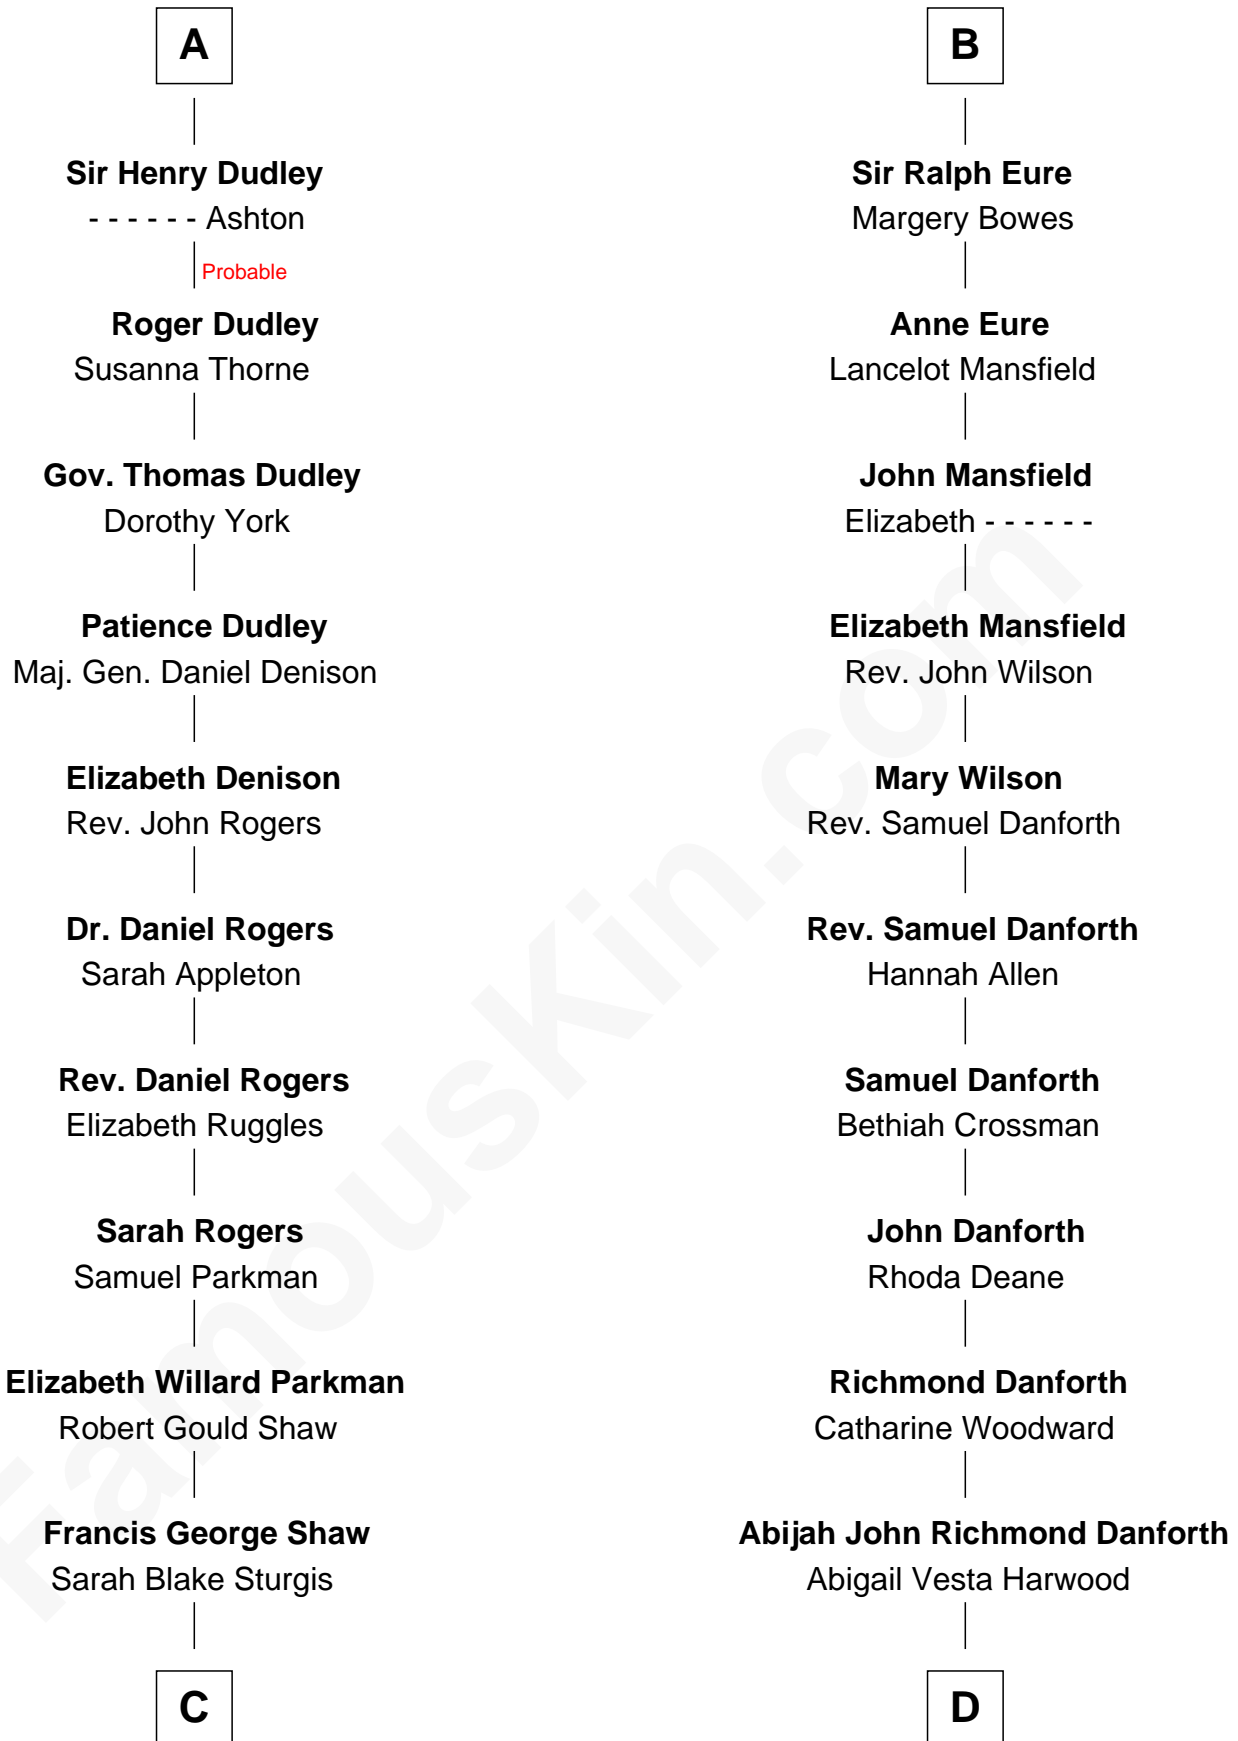 A
Sir Henry Dudley
- - - - - - Ashton
Probable
Roger Dudley
Susanna Thorne
Gov. Thomas Dudley
Dorothy York
Patience Dudley
Maj. Gen. Daniel Denison
Elizabeth Denison
Rev. John Rogers
Dr. Daniel Rogers
Sarah Appleton
Rev. Daniel Rogers
Elizabeth Ruggles
Sarah Rogers
Samuel Parkman
Elizabeth Willard Parkman
Robert Gould Shaw
Francis George Shaw
Sarah Blake Sturgis
C
B
Sir Ralph Eure
Margery Bowes
Anne Eure
Lancelot Mansfield
John Mansfield
Elizabeth - - - - - -
Elizabeth Mansfield
Rev. John Wilson
Mary Wilson
Rev. Samuel Danforth
Rev. Samuel Danforth
Hannah Allen
Samuel Danforth
Bethiah Crossman
John Danforth
Rhoda Deane
Richmond Danforth
Catharine Woodward
Abijah John Richmond Danforth
Abigail Vesta Harwood
D
FamousKin.com